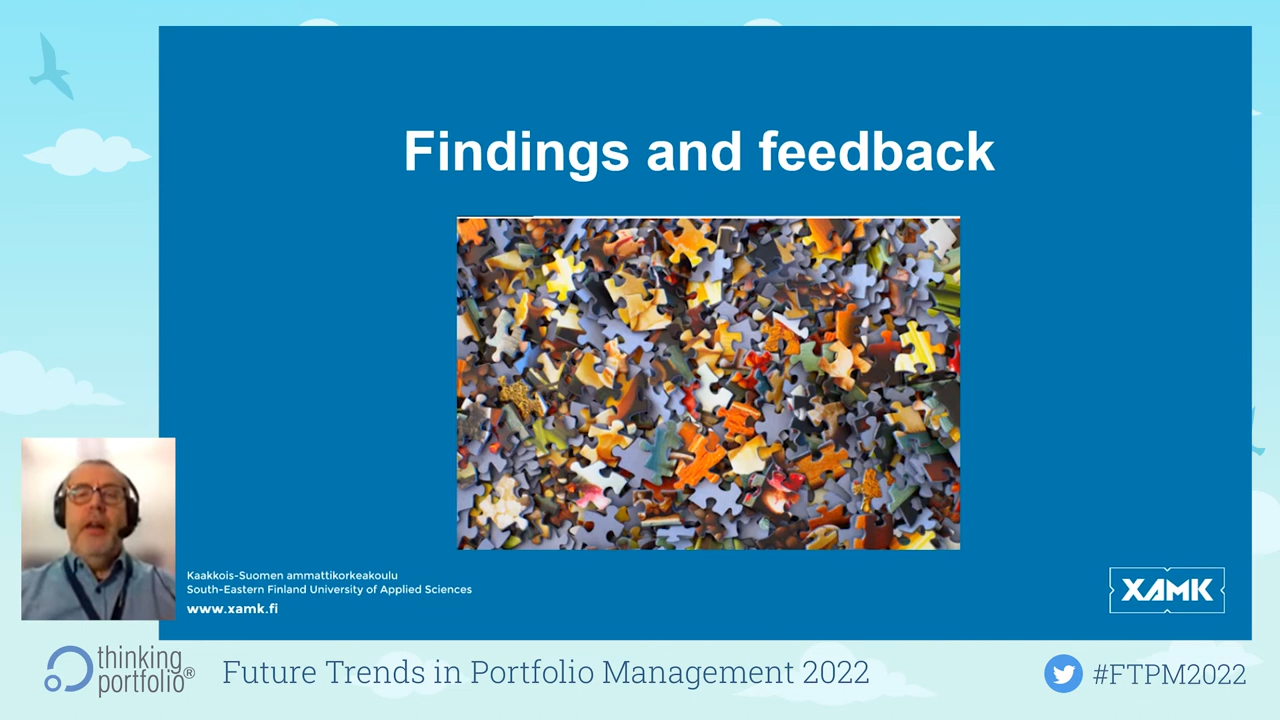 Findings and feedback
Kaakkois-Suomen ammattikorkeakoulu
South-Eastern Finland University of Applied Sciences
www.xamk.fi
XAMK
thinking
portfolio®
Future Trends in Portfolio Management 2022
#FTPM2022